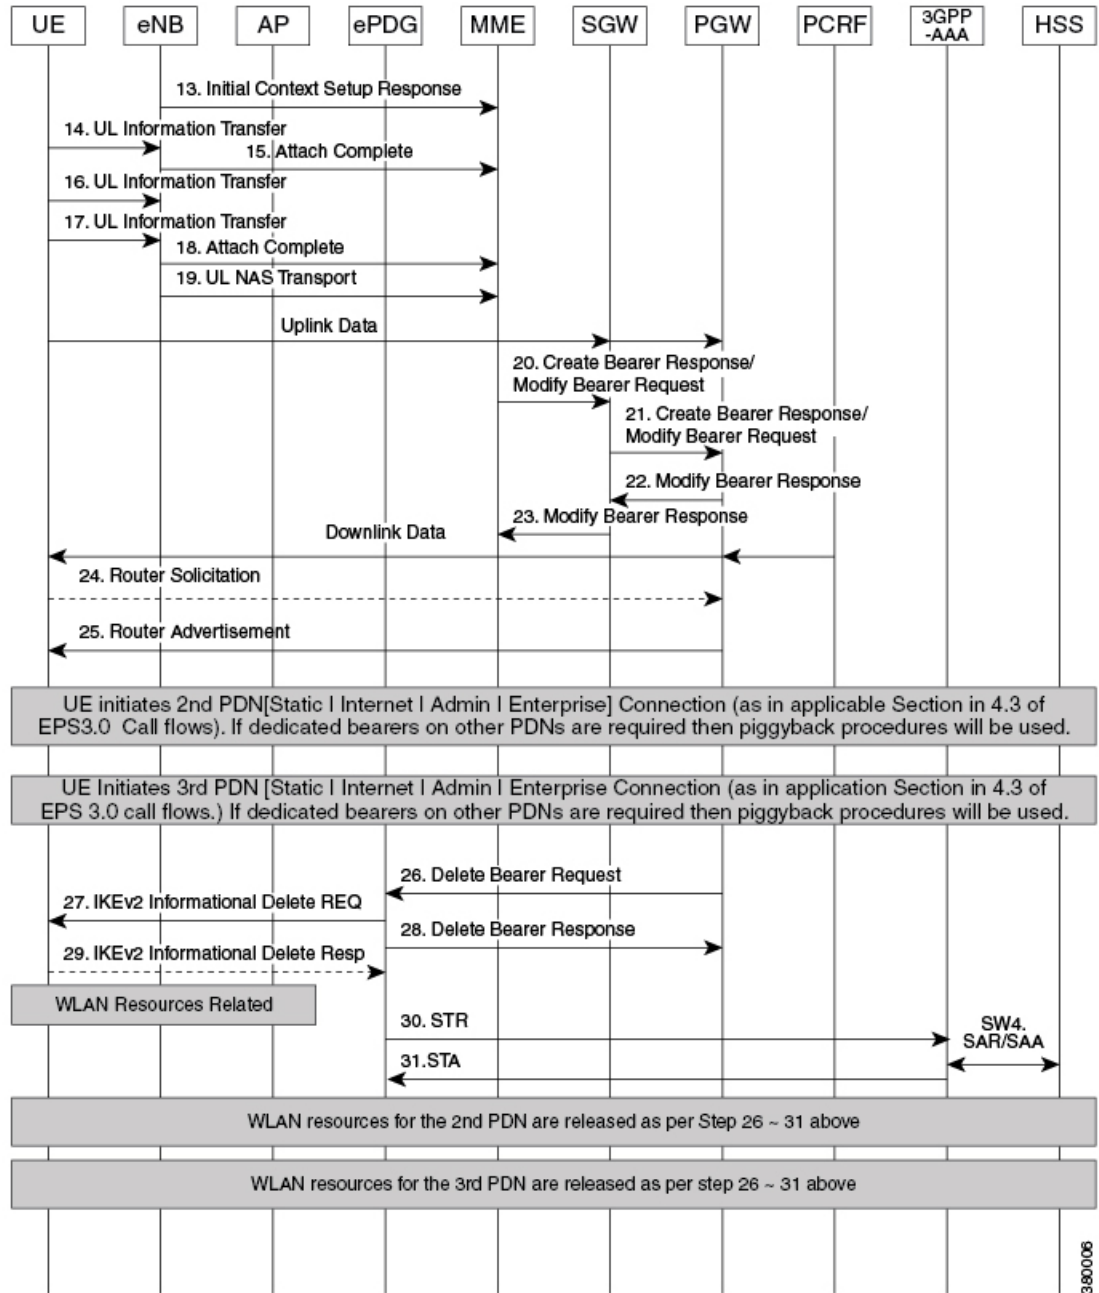 UE
eNB
AP
ePDG
MME
SGW
PGW
PCRF
3GPP
-AAA
HSS
13. Initial Context Setup Response
14. UL Information Transfer
15. Attach Complete
16. UL Information Transfer
17. UL Information Transfer
18. Attach Complete
19. UL NAS Transport
Uplink Data
20. Create Bearer Response/
Modify Bearer Request
21. Create Bearer Response/
Modify Bearer Request
22. Modify Bearer Response
23. Modify Bearer Response
Downlink Data
24. Router Solicitation
25. Router Advertisement
UE initiates 2nd PDN[Static I Internet I Admin I Enterprise] Connection (as in applicable Section in 4.3 of
EPS3.0 Call flows). If dedicated bearers on other PDNs are required then piggyback procedures will be used.
UE Initiates 3rd PDN [Static I Internet I Admin I Enterprise Connection (as in application Section in 4.3 of
EPS 3.0 call flows.) If dedicated bearers on other PDNs are required then piggyback procedures will be used.
26. Delete Bearer Request
27. IKEv2 Informational Delete REQ
28. Delete Bearer Response
29. IKEv2 Informational Delete Resp
WLAN Resources Related
30. STR
SW4.
SAR/SAA
31.STA
WLAN resources for the 2nd PDN are released as per Step 26 ~ 31 above
WLAN resources for the 3rd PDN are released as per step 26 ~ 31 above
380006